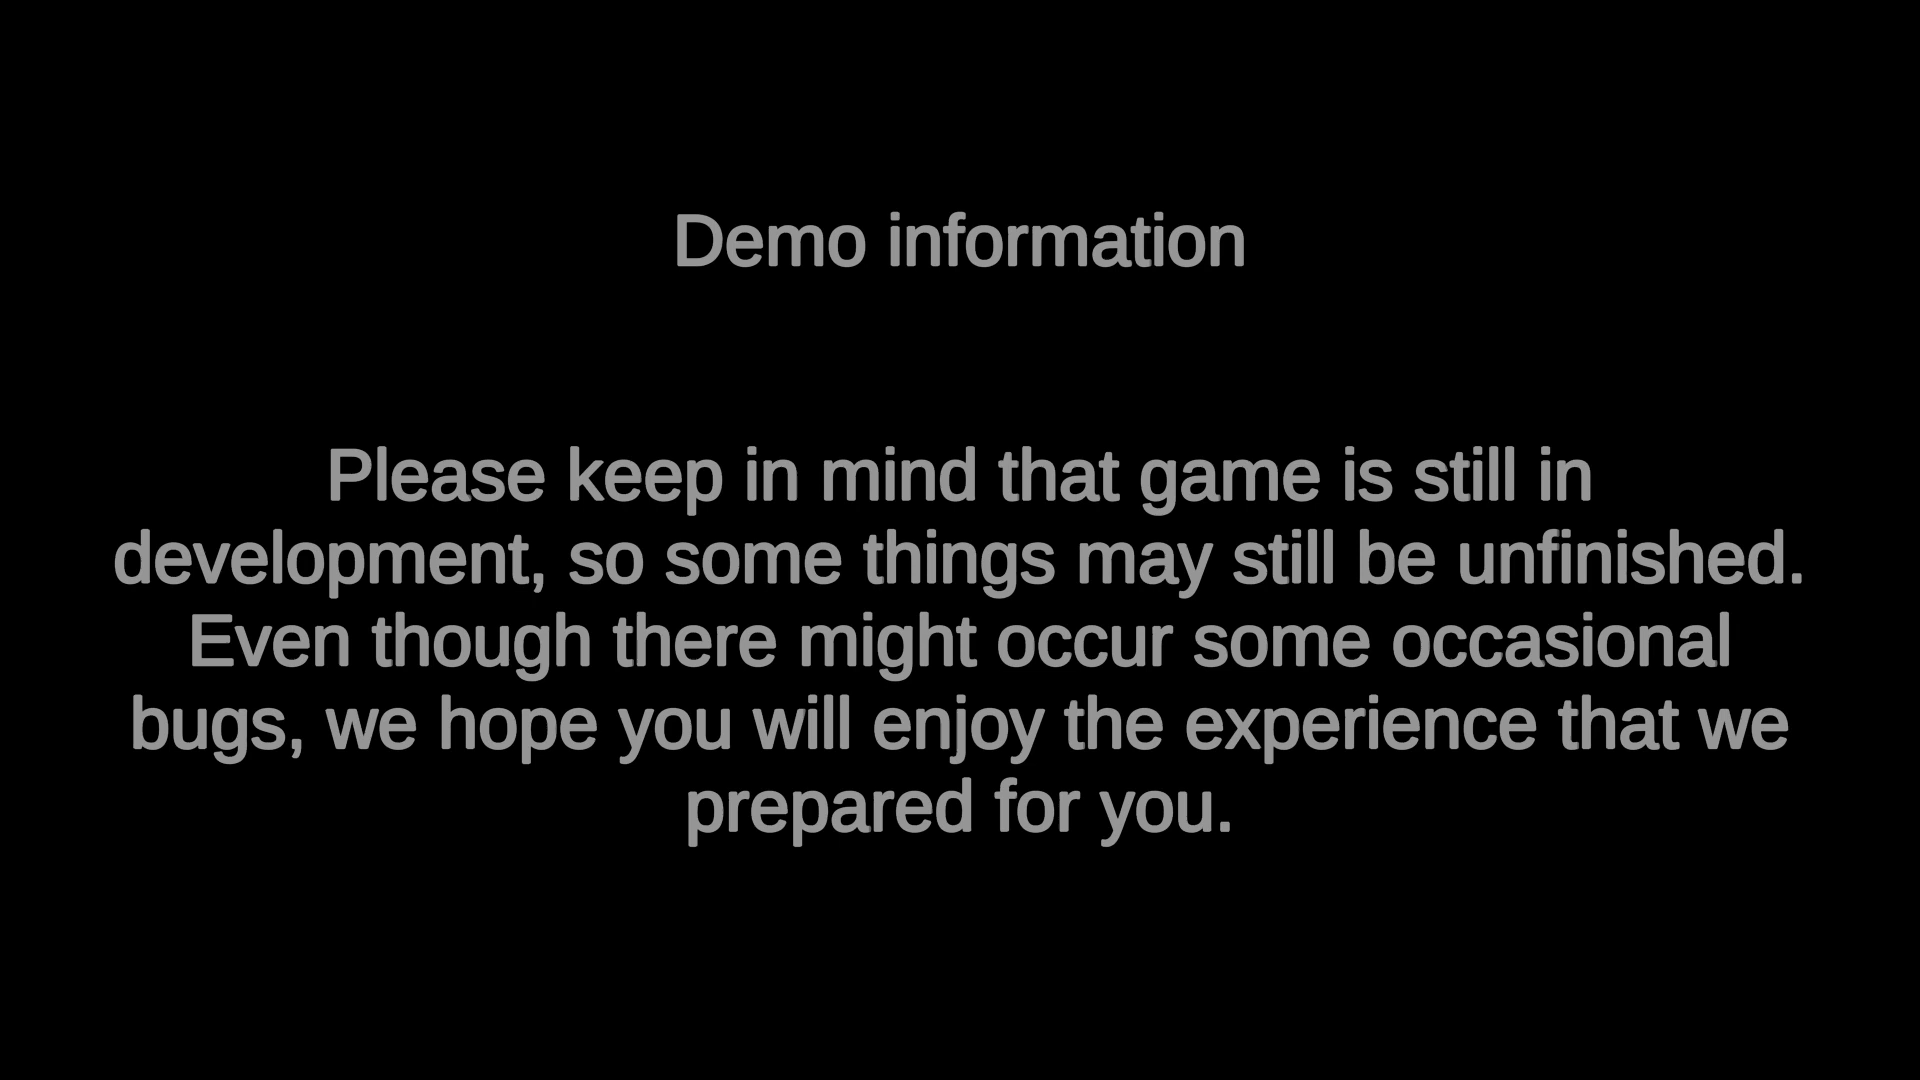 Demo information
Please keep in mind that game is still in
development, so some things may still be unfinished.
Even though there might occur some occasional
bugs, we hope you will enjoy the experience that we
prepared for you.